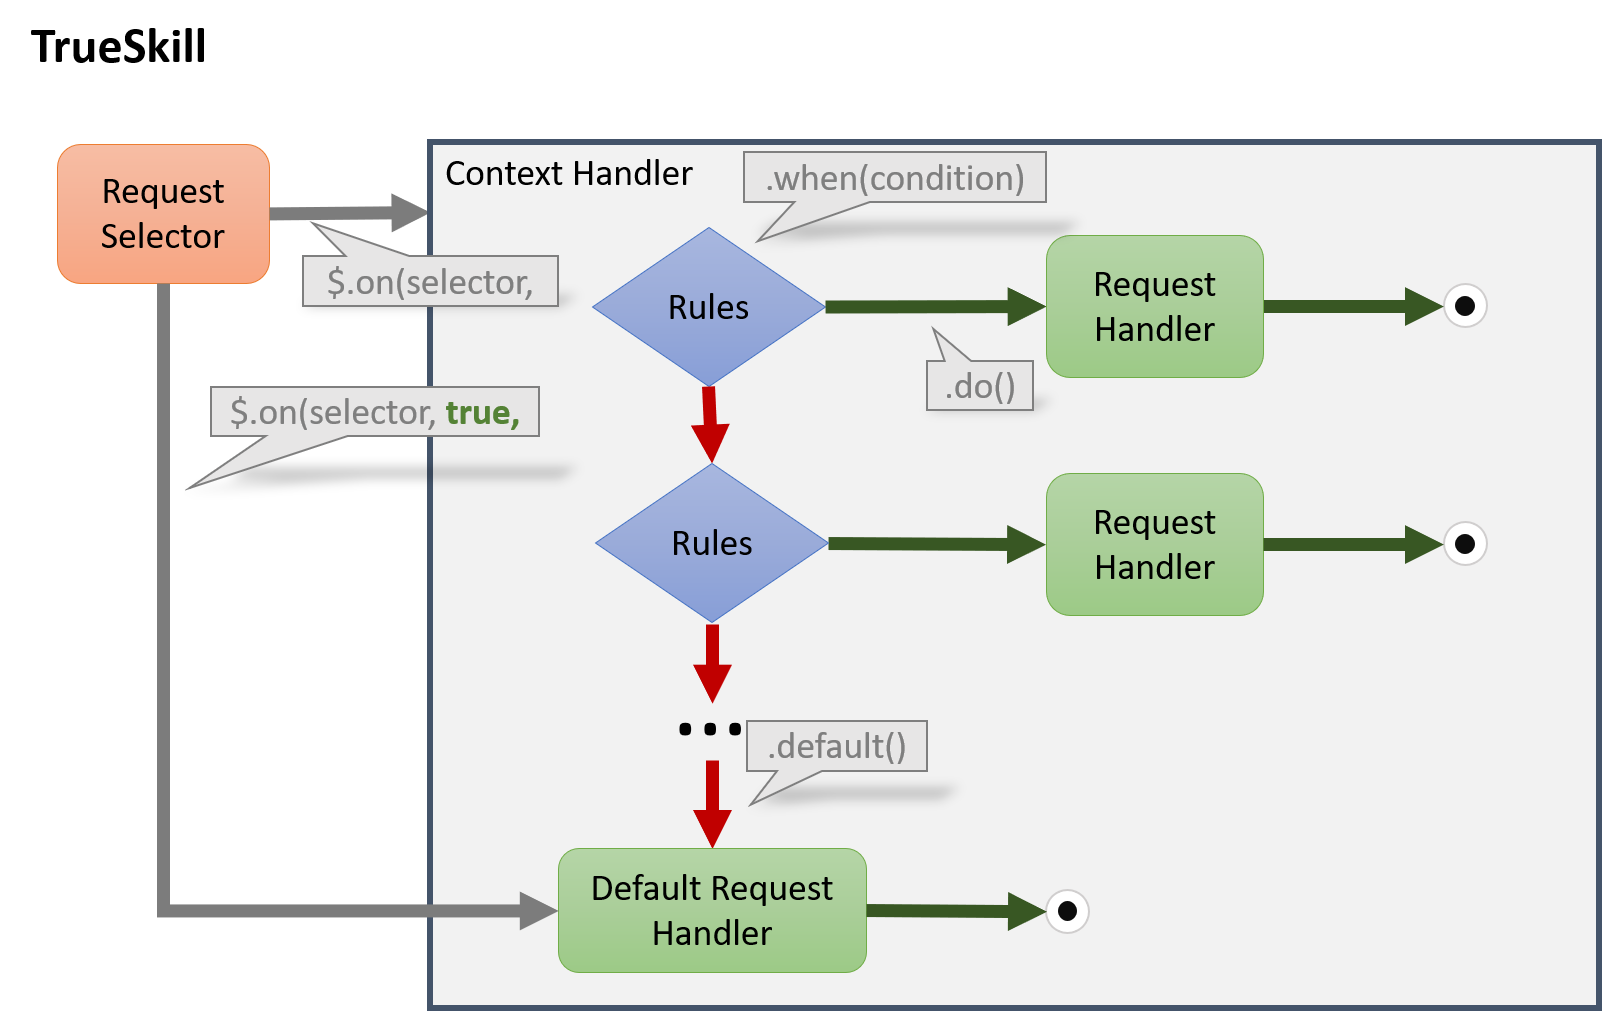 TrueSkill
Request
Selector
Context Handler
.when(condition)
$.on(selector,
Rules
Request
Handler
.do()
$.on(selector, true,
Rules
Request
Handler
...
.default()
Default Request
Handler